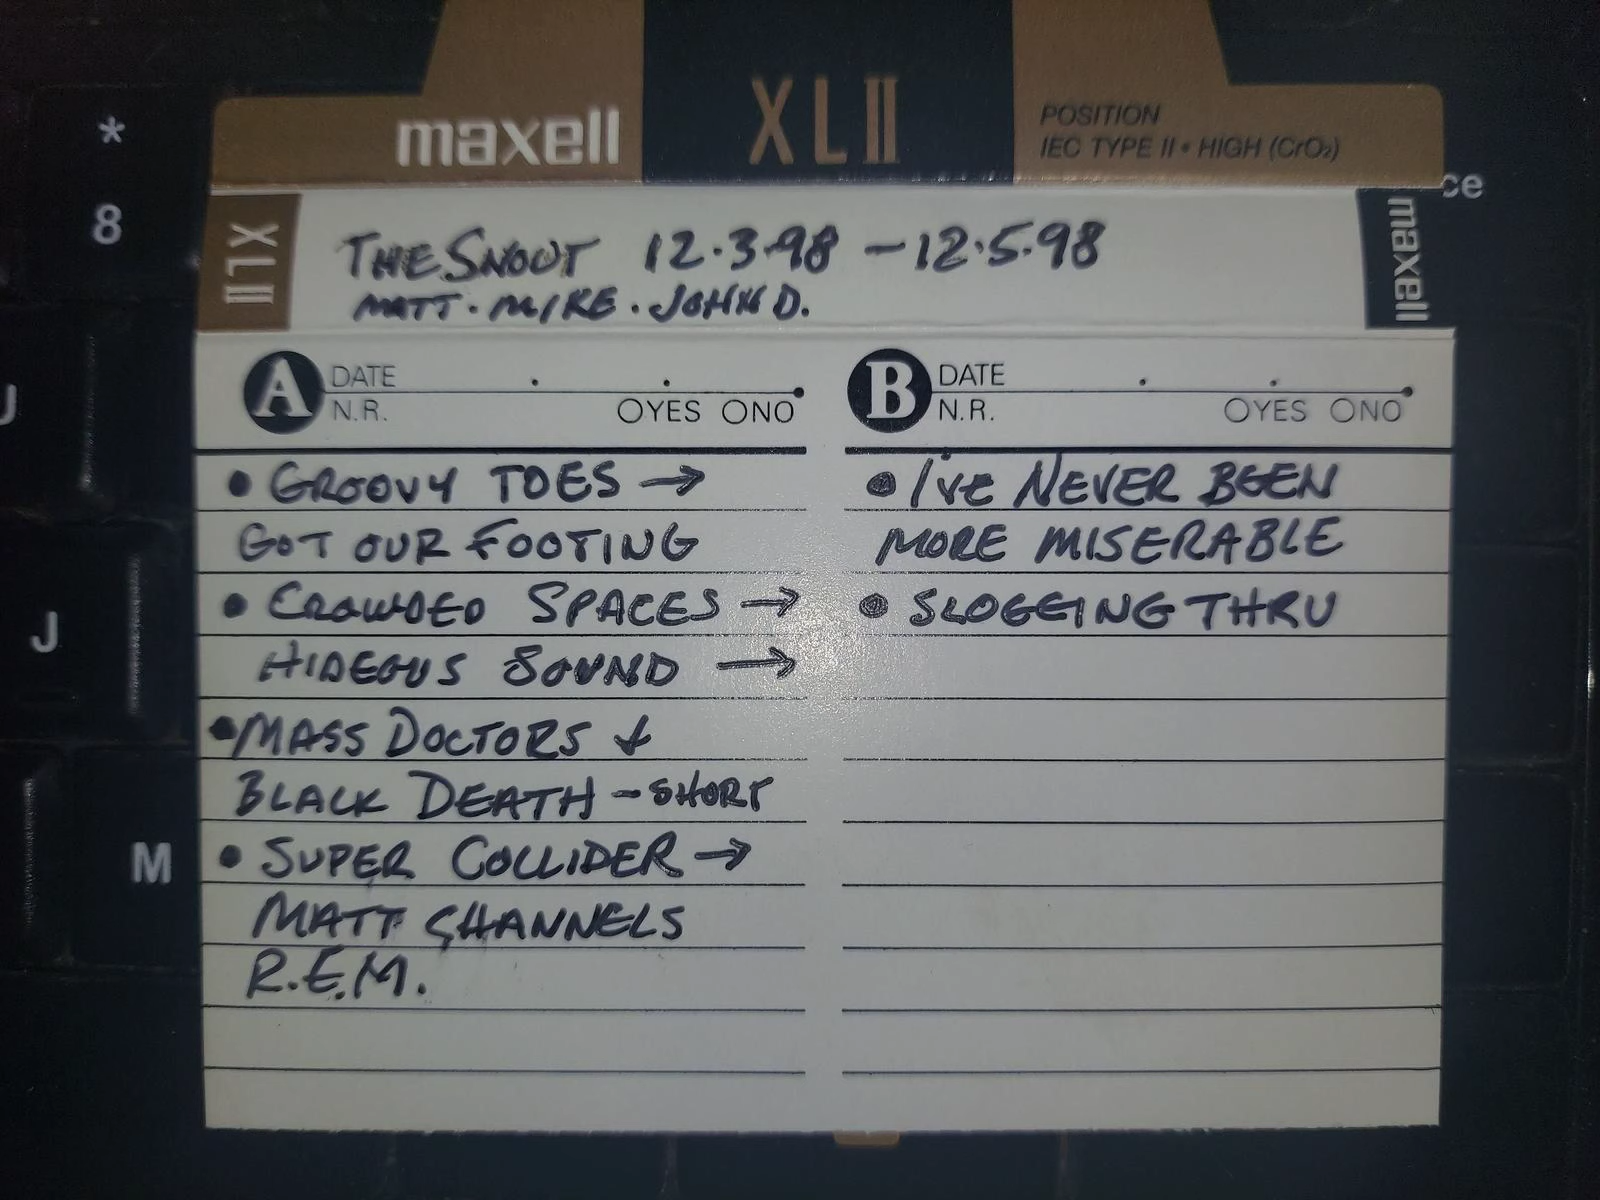 maxell XLII POSITION
IEC TYPE II • HIGH (CrO₂)
*
8
ce
XLII
THE SNOUT 12.3.98 - 12.5.98
MATT. MIKE. JOHN D.
maxell
A DATE
N.R. YES NO
B DATE
N.R. YES NO
• GROOVY TOES →
GOT OUR FOOTING
• CROWDED SPACES →
HIDEOUS SOUND →
• MASS DOCTORS &
BLACK DEATH - SHORT
• SUPER COLLIDER →
MATT CHANNELS
R.E.M.
• I'VE NEVER BEEN
MORE MISERABLE
• SLOGGING THRU
J
M